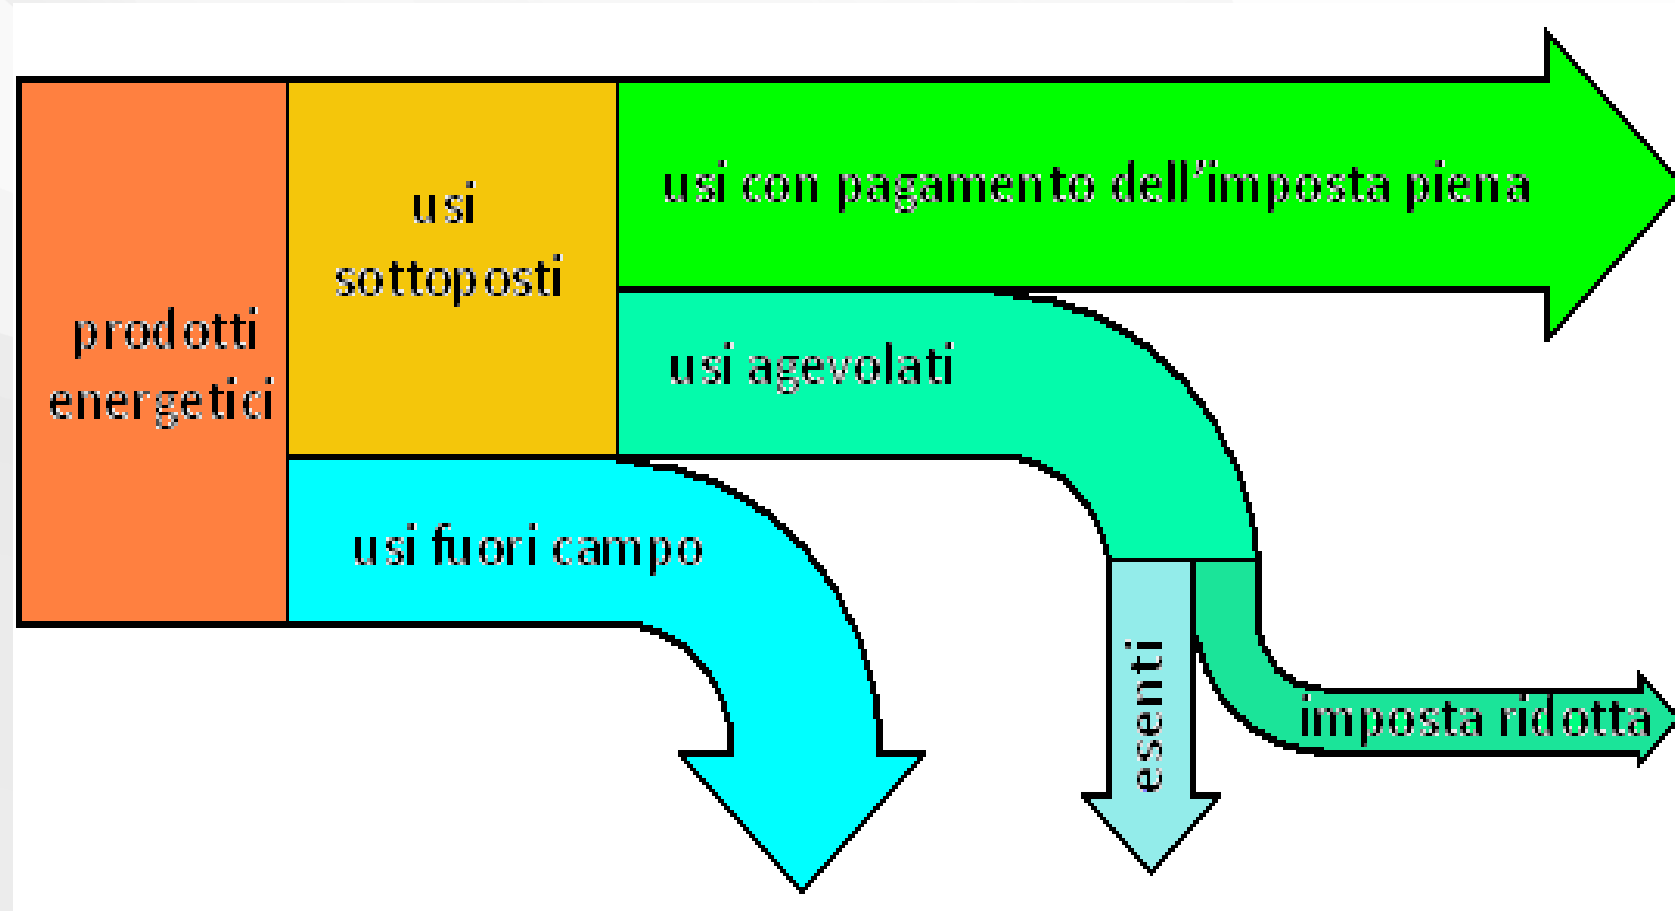 prodotti
energetici
usi
sottoposti
usi con pagamento dell’imposta piena
usi agevolati
usi fuori campo
esenti
imposta ridotta